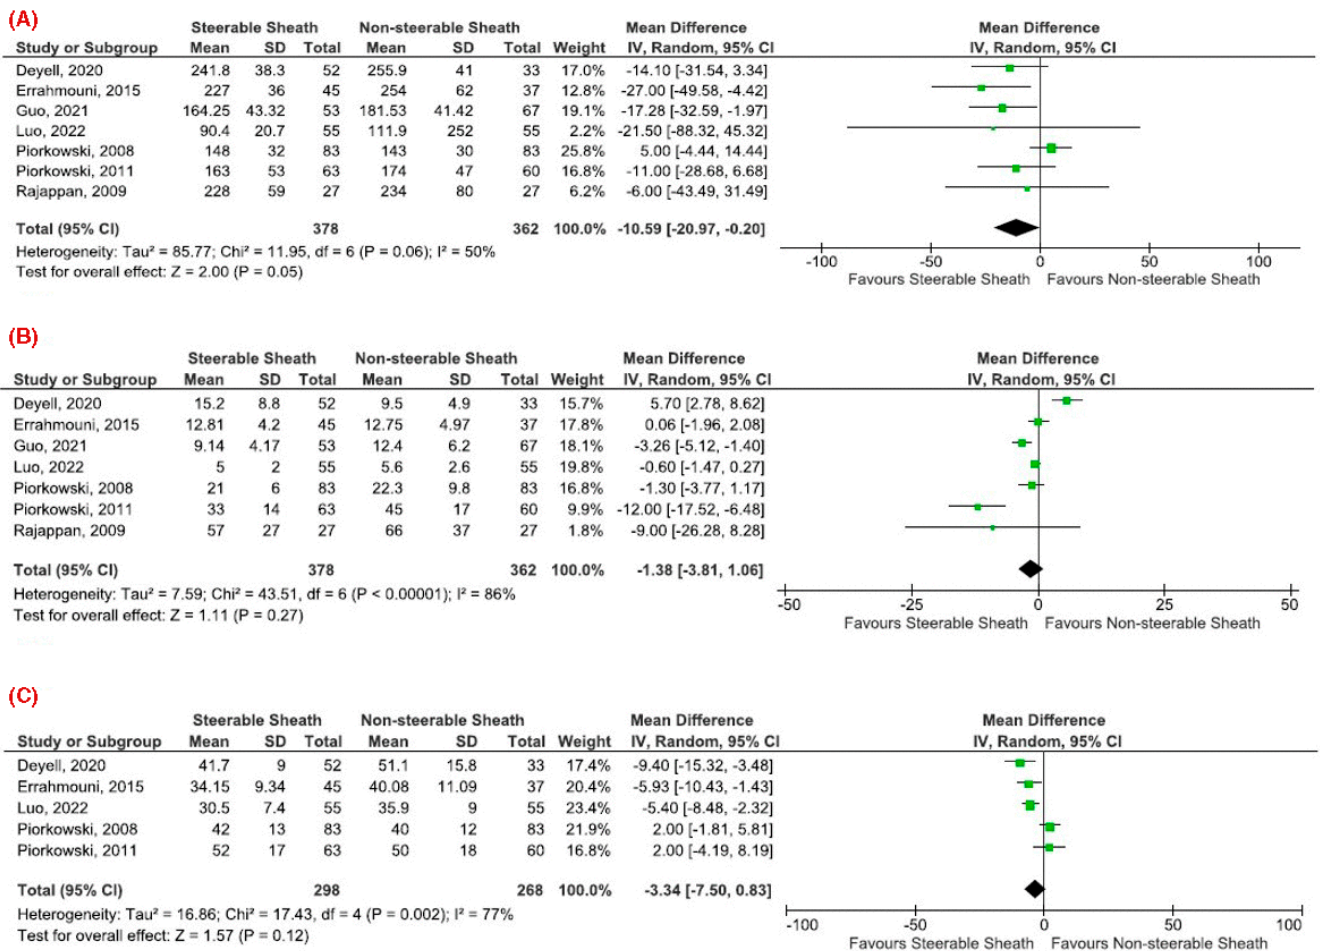 (A)
Steerable Sheath Non-steerable Sheath Mean Difference Mean Difference
Study or Subgroup Mean SD Total Mean SD Total Weight IV, Random, 95% CI IV, Random, 95% CI
Deyell, 2020 241.8 38.3 52 255.9 41 33 17.0% -14.10 [-31.54, 3.34]
Errahmouni, 2015 227 36 45 254 62 37 12.8% -27.00 [-49.58, -4.42]
Guo, 2021 164.25 43.32 53 181.53 41.42 67 19.1% -17.28 [-32.59, -1.97]
Luo, 2022 90.4 20.7 55 111.9 252 55 2.2% -21.50 [-88.32, 45.32]
Piorkowski, 2008 148 32 83 143 30 83 25.8% 5.00 [-4.44, 14.44]
Piorkowski, 2011 163 53 63 174 47 60 16.8% -11.00 [-28.68, 6.68]
Rajappan, 2009 228 59 27 234 80 27 6.2% -6.00 [-43.49, 31.49]
Total (95% CI) 378 362 100.0% -10.59 [-20.97, -0.20]
Heterogeneity: Tau² = 85.77; Chi² = 11.95, df = 6 (P = 0.06); I² = 50%
Test for overall effect: Z = 2.00 (P = 0.05)
-100 -50 0 50 100
Favours Steerable Sheath Favours Non-steerable Sheath
(B)
Steerable Sheath Non-steerable Sheath Mean Difference Mean Difference
Study or Subgroup Mean SD Total Mean SD Total Weight IV, Random, 95% CI IV, Random, 95% CI
Deyell, 2020 15.2 8.8 52 9.5 4.9 33 15.7% 5.70 [2.78, 8.62]
Errahmouni, 2015 12.81 4.2 45 12.75 4.97 37 17.8% 0.06 [-1.96, 2.08]
Guo, 2021 9.14 4.17 53 12.4 6.2 67 18.1% -3.26 [-5.12, -1.40]
Luo, 2022 5 2 55 5.6 2.6 55 19.8% -0.60 [-1.47, 0.27]
Piorkowski, 2008 21 6 83 22.3 9.8 83 16.8% -1.30 [-3.77, 1.17]
Piorkowski, 2011 33 14 63 45 17 60 9.9% -12.00 [-17.52, -6.48]
Rajappan, 2009 57 27 27 66 37 27 1.8% -9.00 [-26.28, 8.28]
Total (95% CI) 378 362 100.0% -1.38 [-3.81, 1.06]
Heterogeneity: Tau² = 7.59; Chi² = 43.51, df = 6 (P < 0.00001); I² = 86%
Test for overall effect: Z = 1.11 (P = 0.27)
-50 -25 0 25 50
Favours Steerable Sheath Favours Non-steerable Sheath
(C)
Steerable Sheath Non-steerable Sheath Mean Difference Mean Difference
Study or Subgroup Mean SD Total Mean SD Total Weight IV, Random, 95% CI IV, Random, 95% CI
Deyell, 2020 41.7 9 52 51.1 15.8 33 17.4% -9.40 [-15.32, -3.48]
Errahmouni, 2015 34.15 9.34 45 40.08 11.09 37 20.4% -5.93 [-10.43, -1.43]
Luo, 2022 30.5 7.4 55 35.9 9 55 23.4% -5.40 [-8.48, -2.32]
Piorkowski, 2008 42 13 83 40 12 83 21.9% 2.00 [-1.81, 5.81]
Piorkowski, 2011 52 17 63 50 18 60 16.8% 2.00 [-4.19, 8.19]
Total (95% CI) 298 268 100.0% -3.34 [-7.50, 0.83]
Heterogeneity: Tau² = 16.86; Chi² = 17.43, df = 4 (P = 0.002); I² = 77%
Test for overall effect: Z = 1.57 (P = 0.12)
-100 -50 0 50 100
Favours Steerable Sheath Favours Non-steerable Sheath